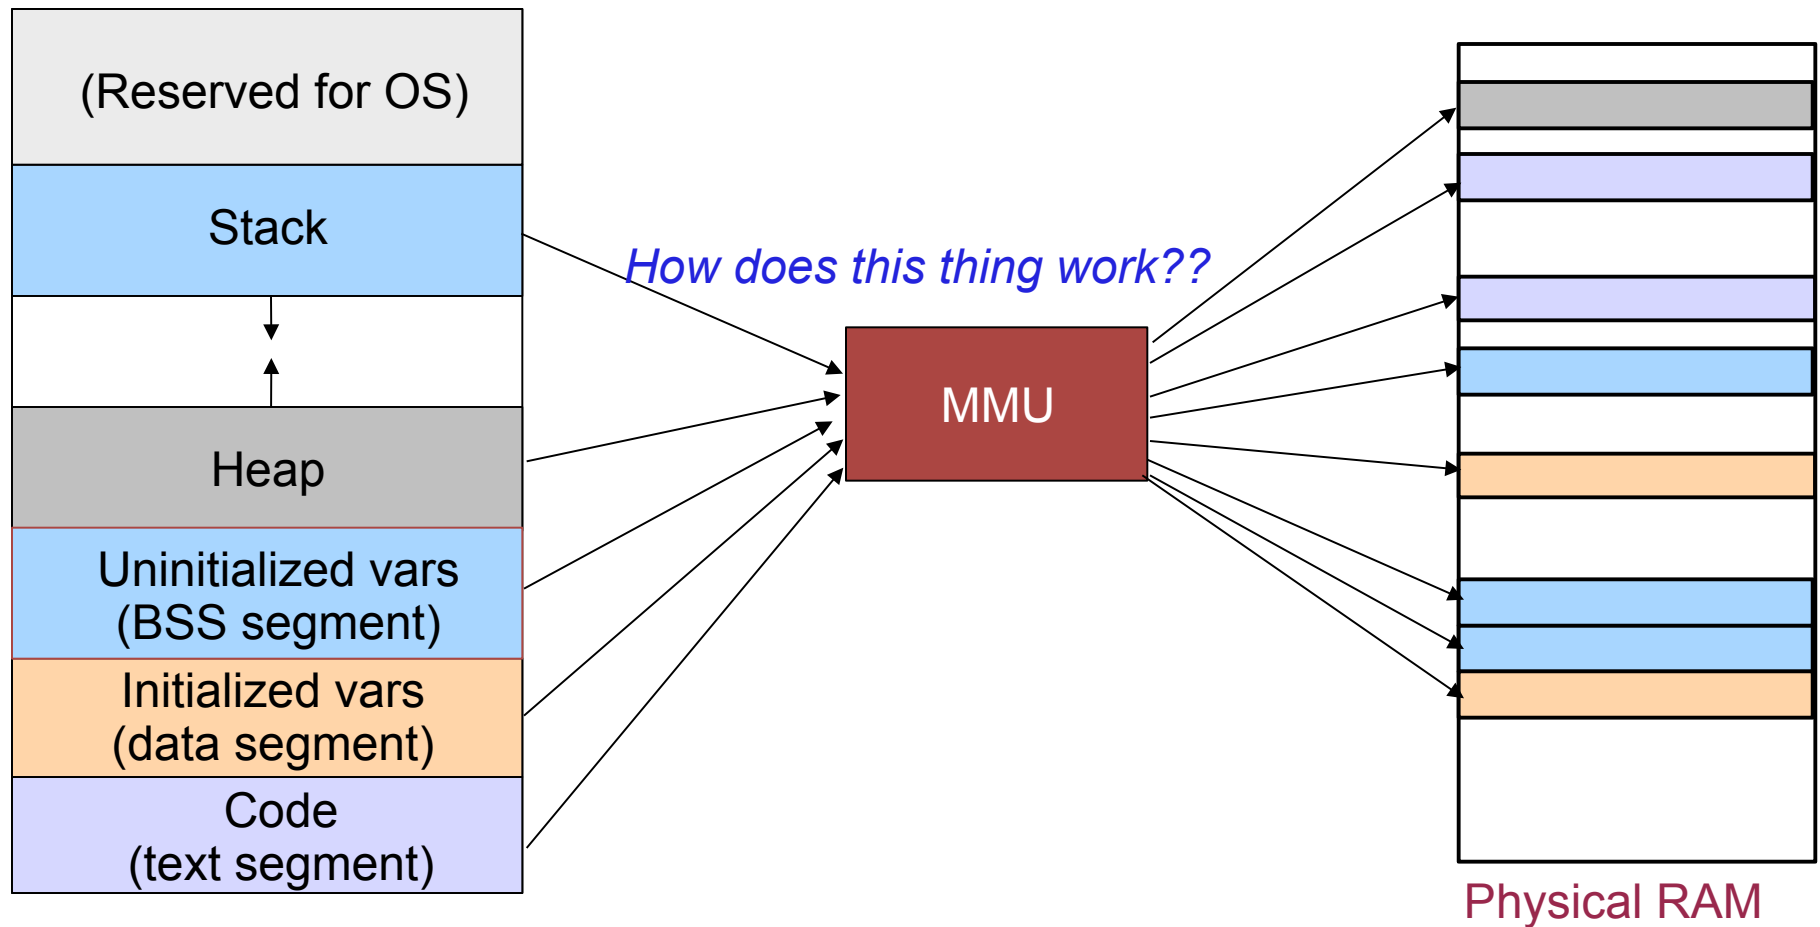 (Reserved for OS)
Stack
How does this thing work??
MMU
Heap
Uninitialized vars
(BSS segment)
Initialized vars
(data segment)
Code
(text segment)
Physical RAM